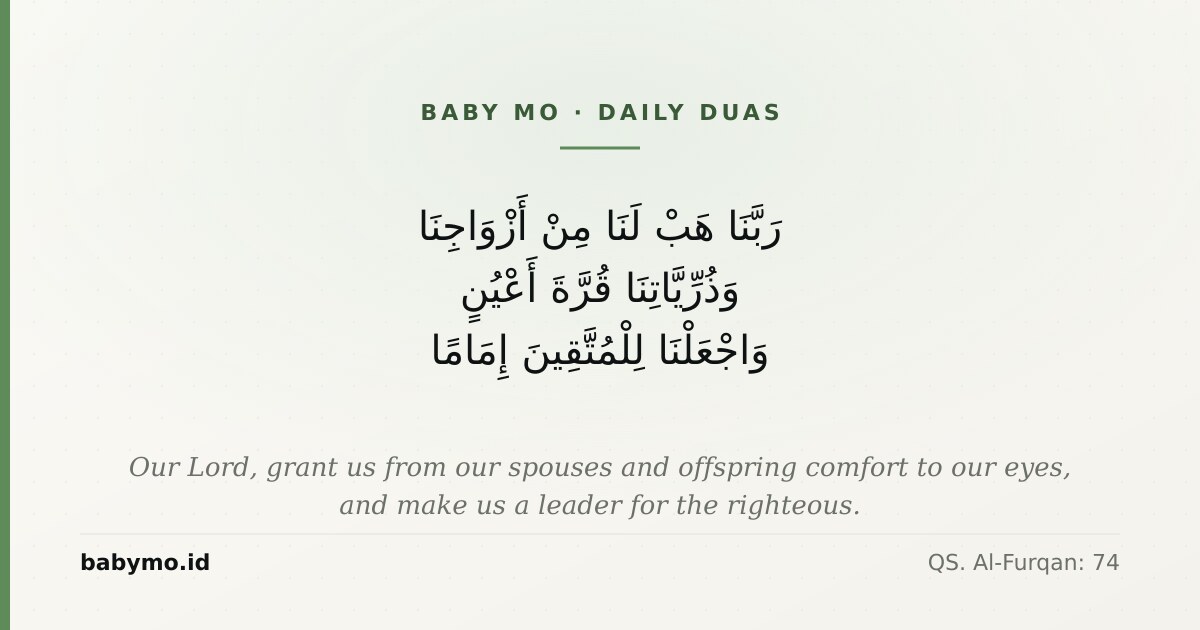 BABY MO · DAILY DUAS
رَبَّنَا هَبْ لَنَا مِنْ أَزْوَاجِنَا
وَذُرِّيَّاتِنَا قُرَّةَ أَعْيُنٍ
وَاجْعَلْنَا لِلْمُتَّقِينَ إِمَامًا
Our Lord, grant us from our spouses and offspring comfort to our eyes,
and make us a leader for the righteous.
babymo.id
QS. Al-Furqan: 74